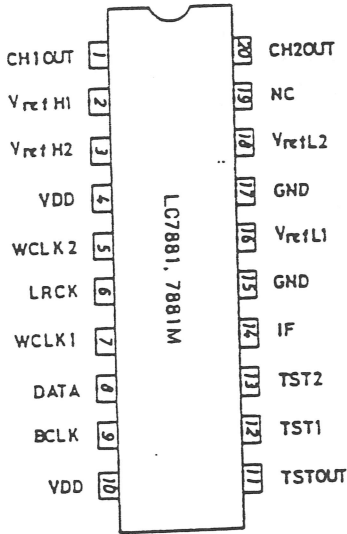 CH1OUT 1 20 CH2OUT
VrefH1 2 19 NC
VrefH2 3 18 VrefL2
VDD 4 17 GND
WCLK2 5 16 VrefL1
LRCK 6 15 GND
WCLK1 7 14 IF
DATA 8 13 TST2
BCLK 9 12 TST1
VDD 10 11 TSTOUT
LC7881, 7881M